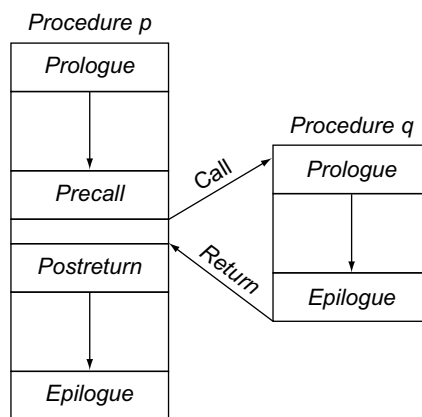 Procedure p
Prologue
Precall
Postreturn
Epilogue
Call
Return
Procedure q
Prologue
Epilogue